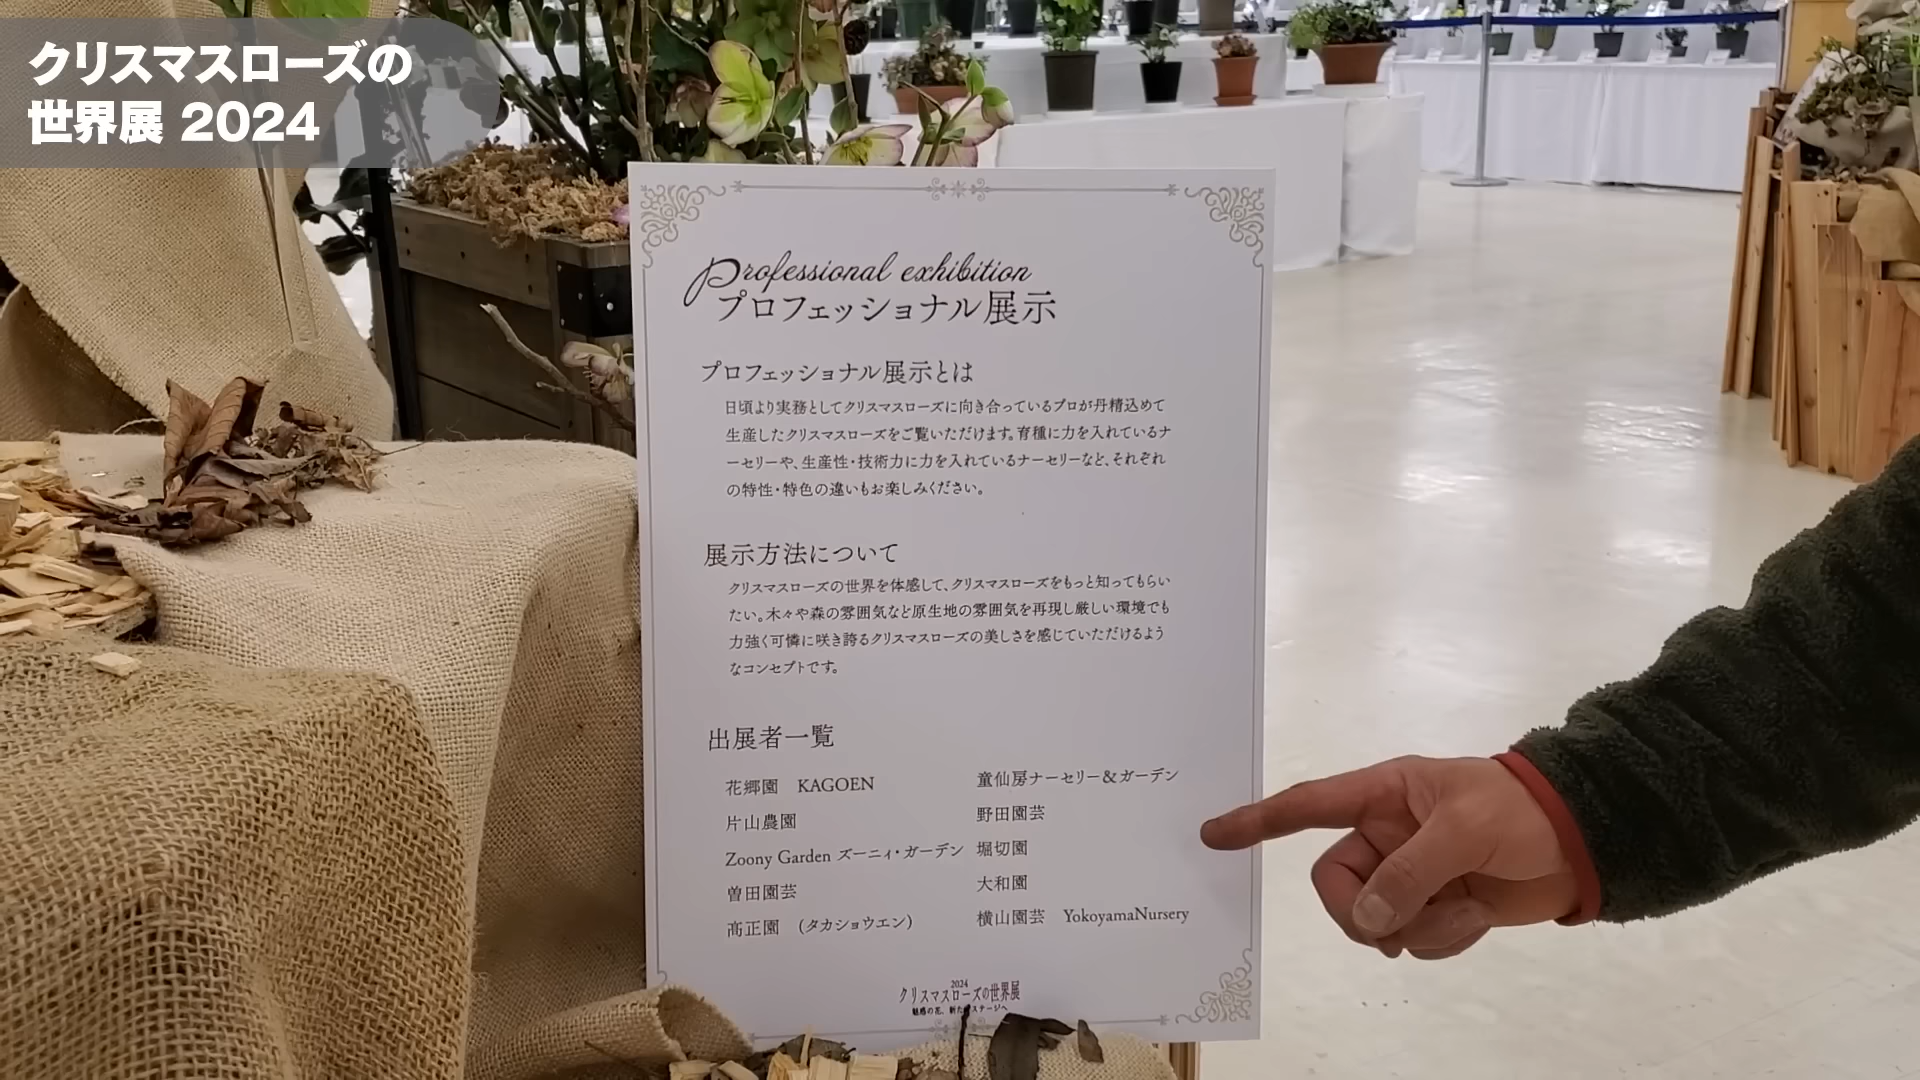 クリスマスローズの
世界展 2024
Professional exhibition
プロフェッショナル展示
プロフェッショナル展示とは
日頃より実務としてクリスマスローズに向き合っているプロが丹精込めて
生産したクリスマスローズをご覧いただけます。育種に力を入れているナ
ーセリーや、生産性・技術力に力を入れているナーセリーなど、それぞれ
の特性・特色の違いもお楽しみください。
展示方法について
クリスマスローズの世界を体感して、クリスマスローズをもっと知ってもらい
たい。木々や森の雰囲気など原生地の雰囲気を再現し厳しい環境でも
力強く可憐に咲き誇るクリスマスローズの美しさを感じていただけるよう
なコンセプトです。
出展者一覧
花郷園 KAGOEN
片山農園
Zoony Garden ズーニィ・ガーデン
曽田園芸
高正園 (タカショウエン)
童仙房ナーセリー&ガーデン
野田園芸
堀切園
大和園
横山園芸 YokoyamaNursery
2024
クリスマスローズの世界展
魅惑の花、新たなステージへ